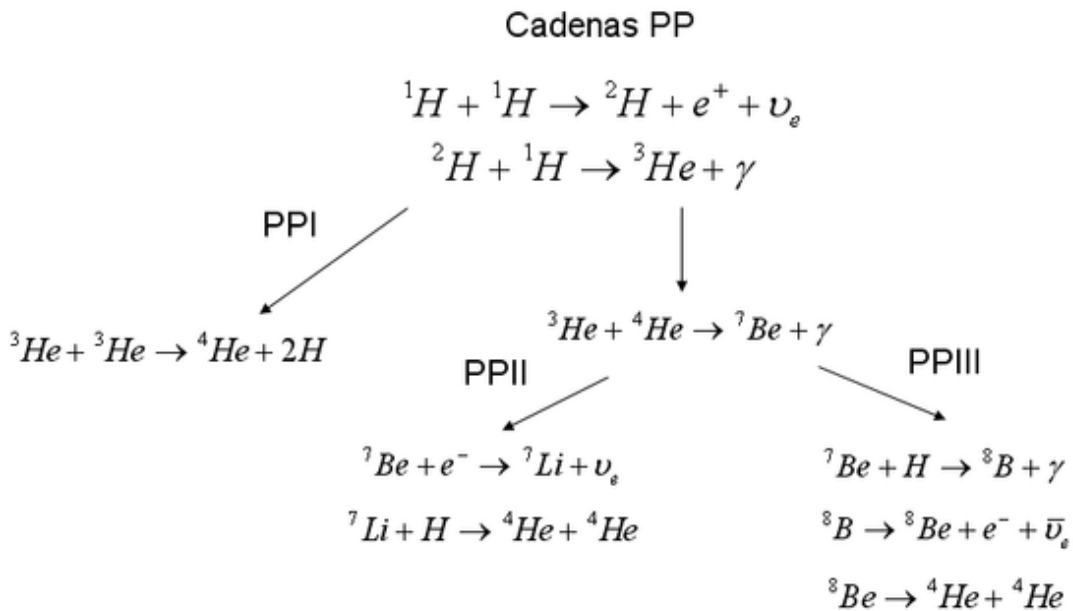 Cadenas PP
¹H + ¹H → ²H + e⁺ + υₑ
²H + ¹H → ³He + γ
PPI
³He + ³He → ⁴He + 2H
³He + ⁴He → ⁷Be + γ
PPII
⁷Be + e⁻ → ⁷Li + υₑ
⁷Li + H → ⁴He + ⁴He
PPIII
⁷Be + H → ⁸B + γ
⁸B → ⁸Be + e⁻ + ῡₑ
⁸Be → ⁴He + ⁴He